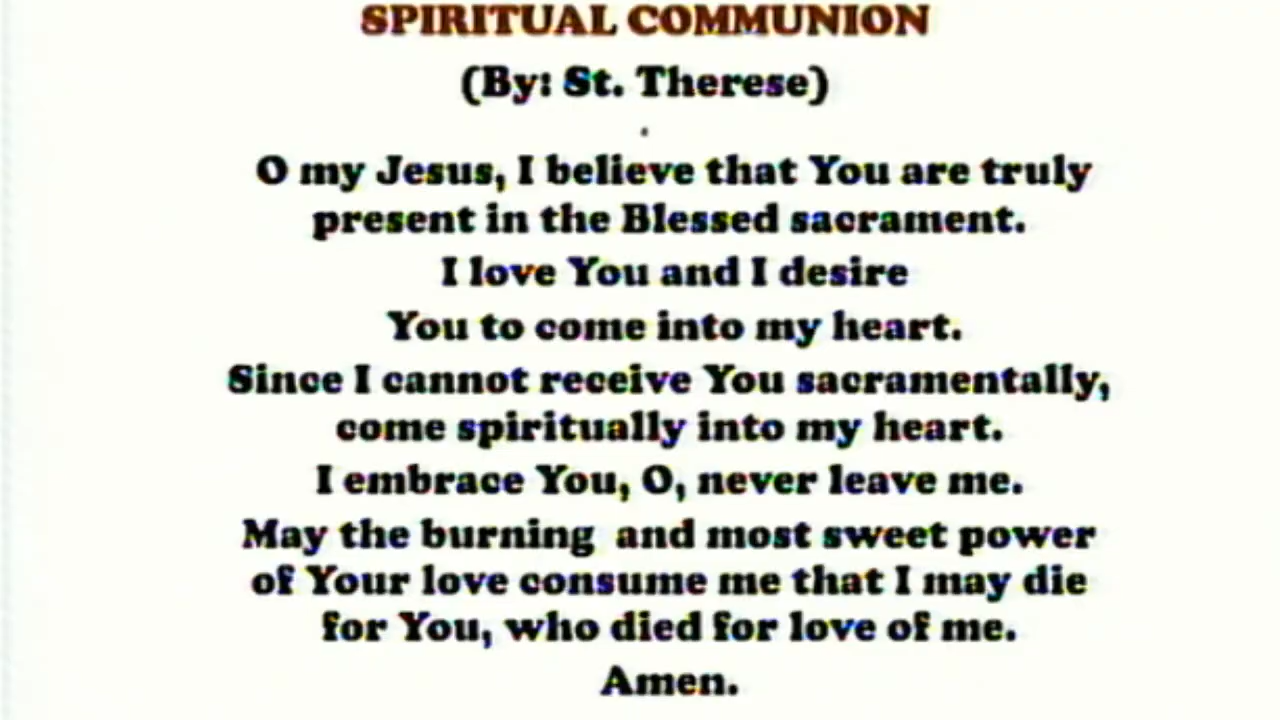 SPIRITUAL COMMUNION
(By: St. Therese)
.
O my Jesus, I believe that You are truly
present in the Blessed sacrament.
I love You and I desire
You to come into my heart.
Since I cannot receive You sacramentally,
come spiritually into my heart.
I embrace You, O, never leave me.
May the burning  and most sweet power
of Your love consume me that I may die
for You, who died for love of me.
Amen.